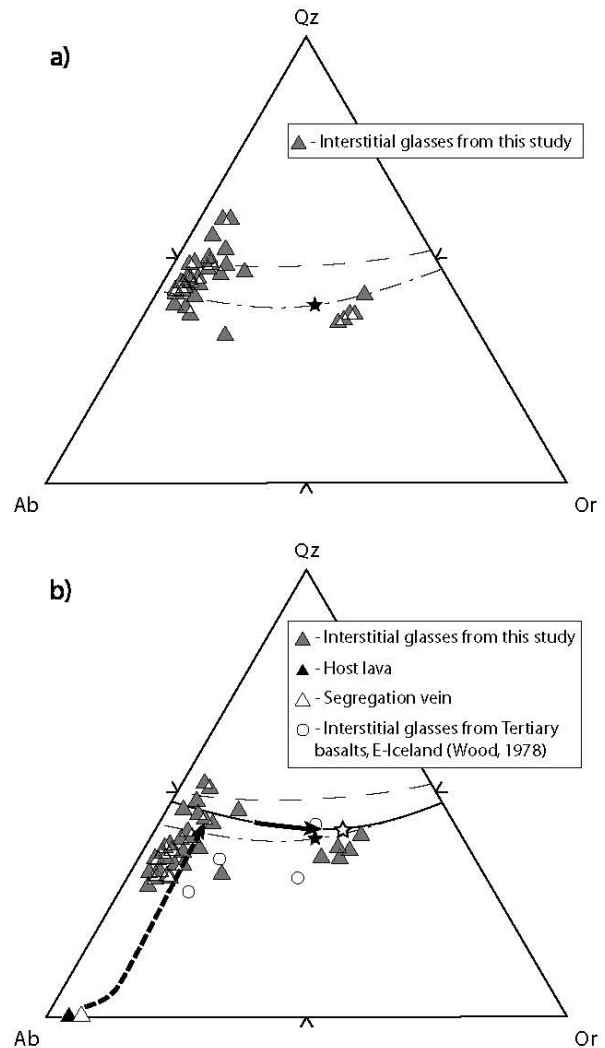 a)
Qz
- Interstitial glasses from this study
Ab
Or
b)
Qz
- Interstitial glasses from this study
- Host lava
- Segregation vein
- Interstitial glasses from Tertiary
basalts, E-Iceland (Wood, 1978)
Ab
Or